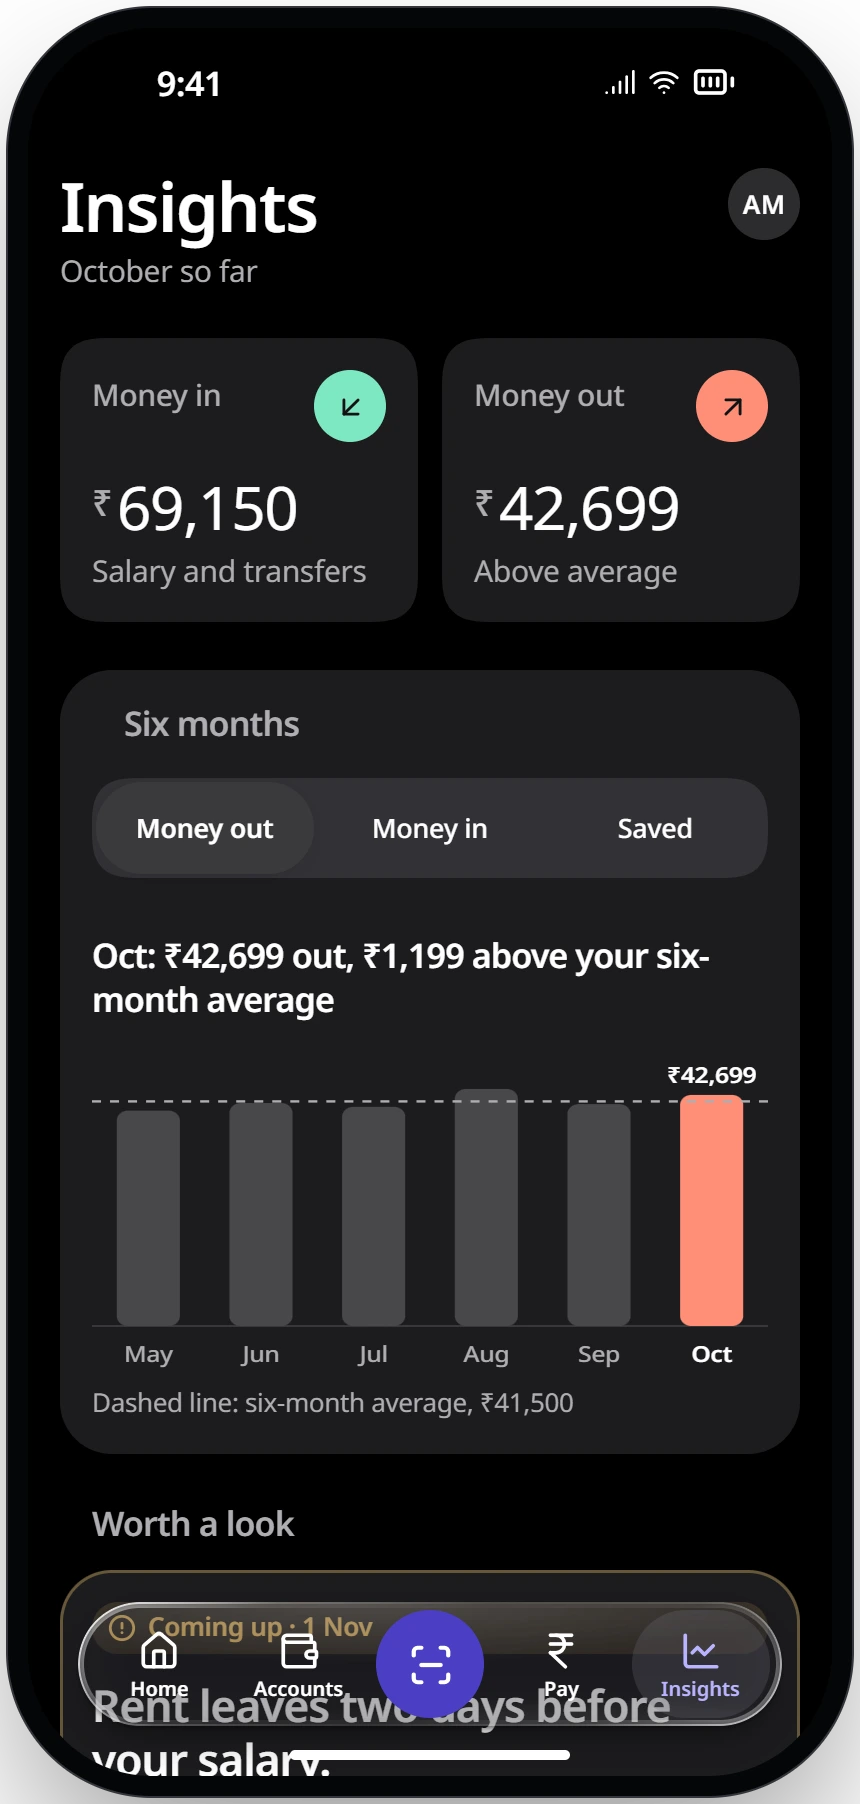 9:41
Insights
AM
October so far
Money in
Money out
₹69,150
₹42,699
Salary and transfers
Above average
Six months
Money out
Money in
Saved
Oct: ₹42,699 out, ₹1,199 above your six-
month average
₹42,699
May
Jun
Jul
Aug
Sep
Oct
Dashed line: six-month average, ₹41,500
Worth a look
Coming up · 1 Nov
Home
Accounts
Pay
Insights
Rent leaves two days before
your salary.